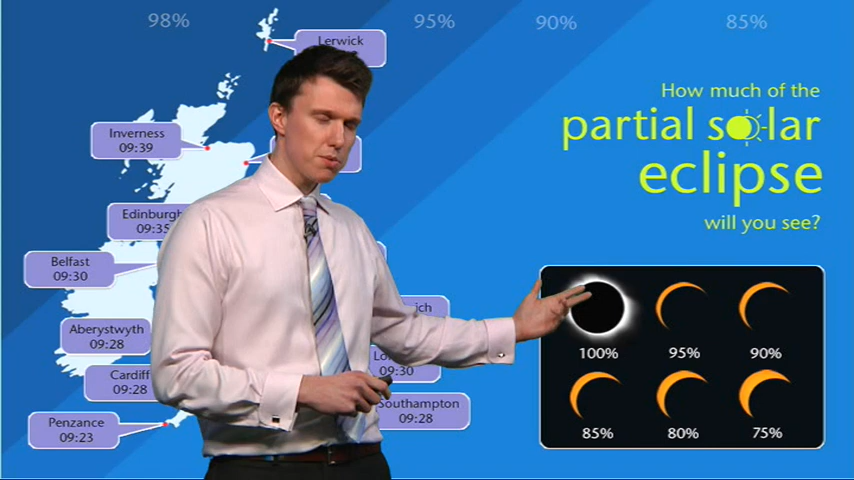 98%
95%
90%
85%
Lerwick
How much of the
partial solar
eclipse
will you see?
Inverness
09:39
Edinburgh
09:35
Belfast
09:30
Aberystwyth
09:28
09:30
Cardiff
09:28
Southampton
09:28
Penzance
09:23
100%
95%
90%
85%
80%
75%